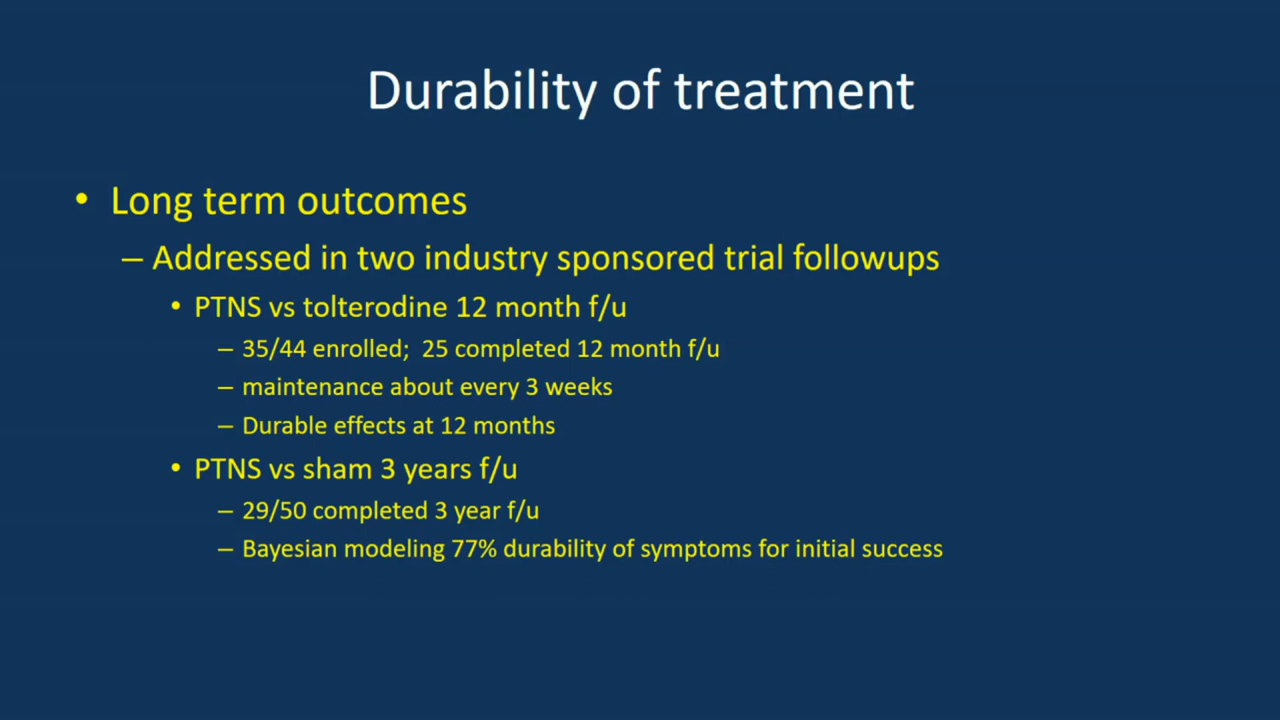 Durability of treatment
• Long term outcomes
– Addressed in two industry sponsored trial followups
• PTNS vs tolterodine 12 month f/u
– 35/44 enrolled;  25 completed 12 month f/u
– maintenance about every 3 weeks
– Durable effects at 12 months
• PTNS vs sham 3 years f/u
– 29/50 completed 3 year f/u
– Bayesian modeling 77% durability of symptoms for initial success